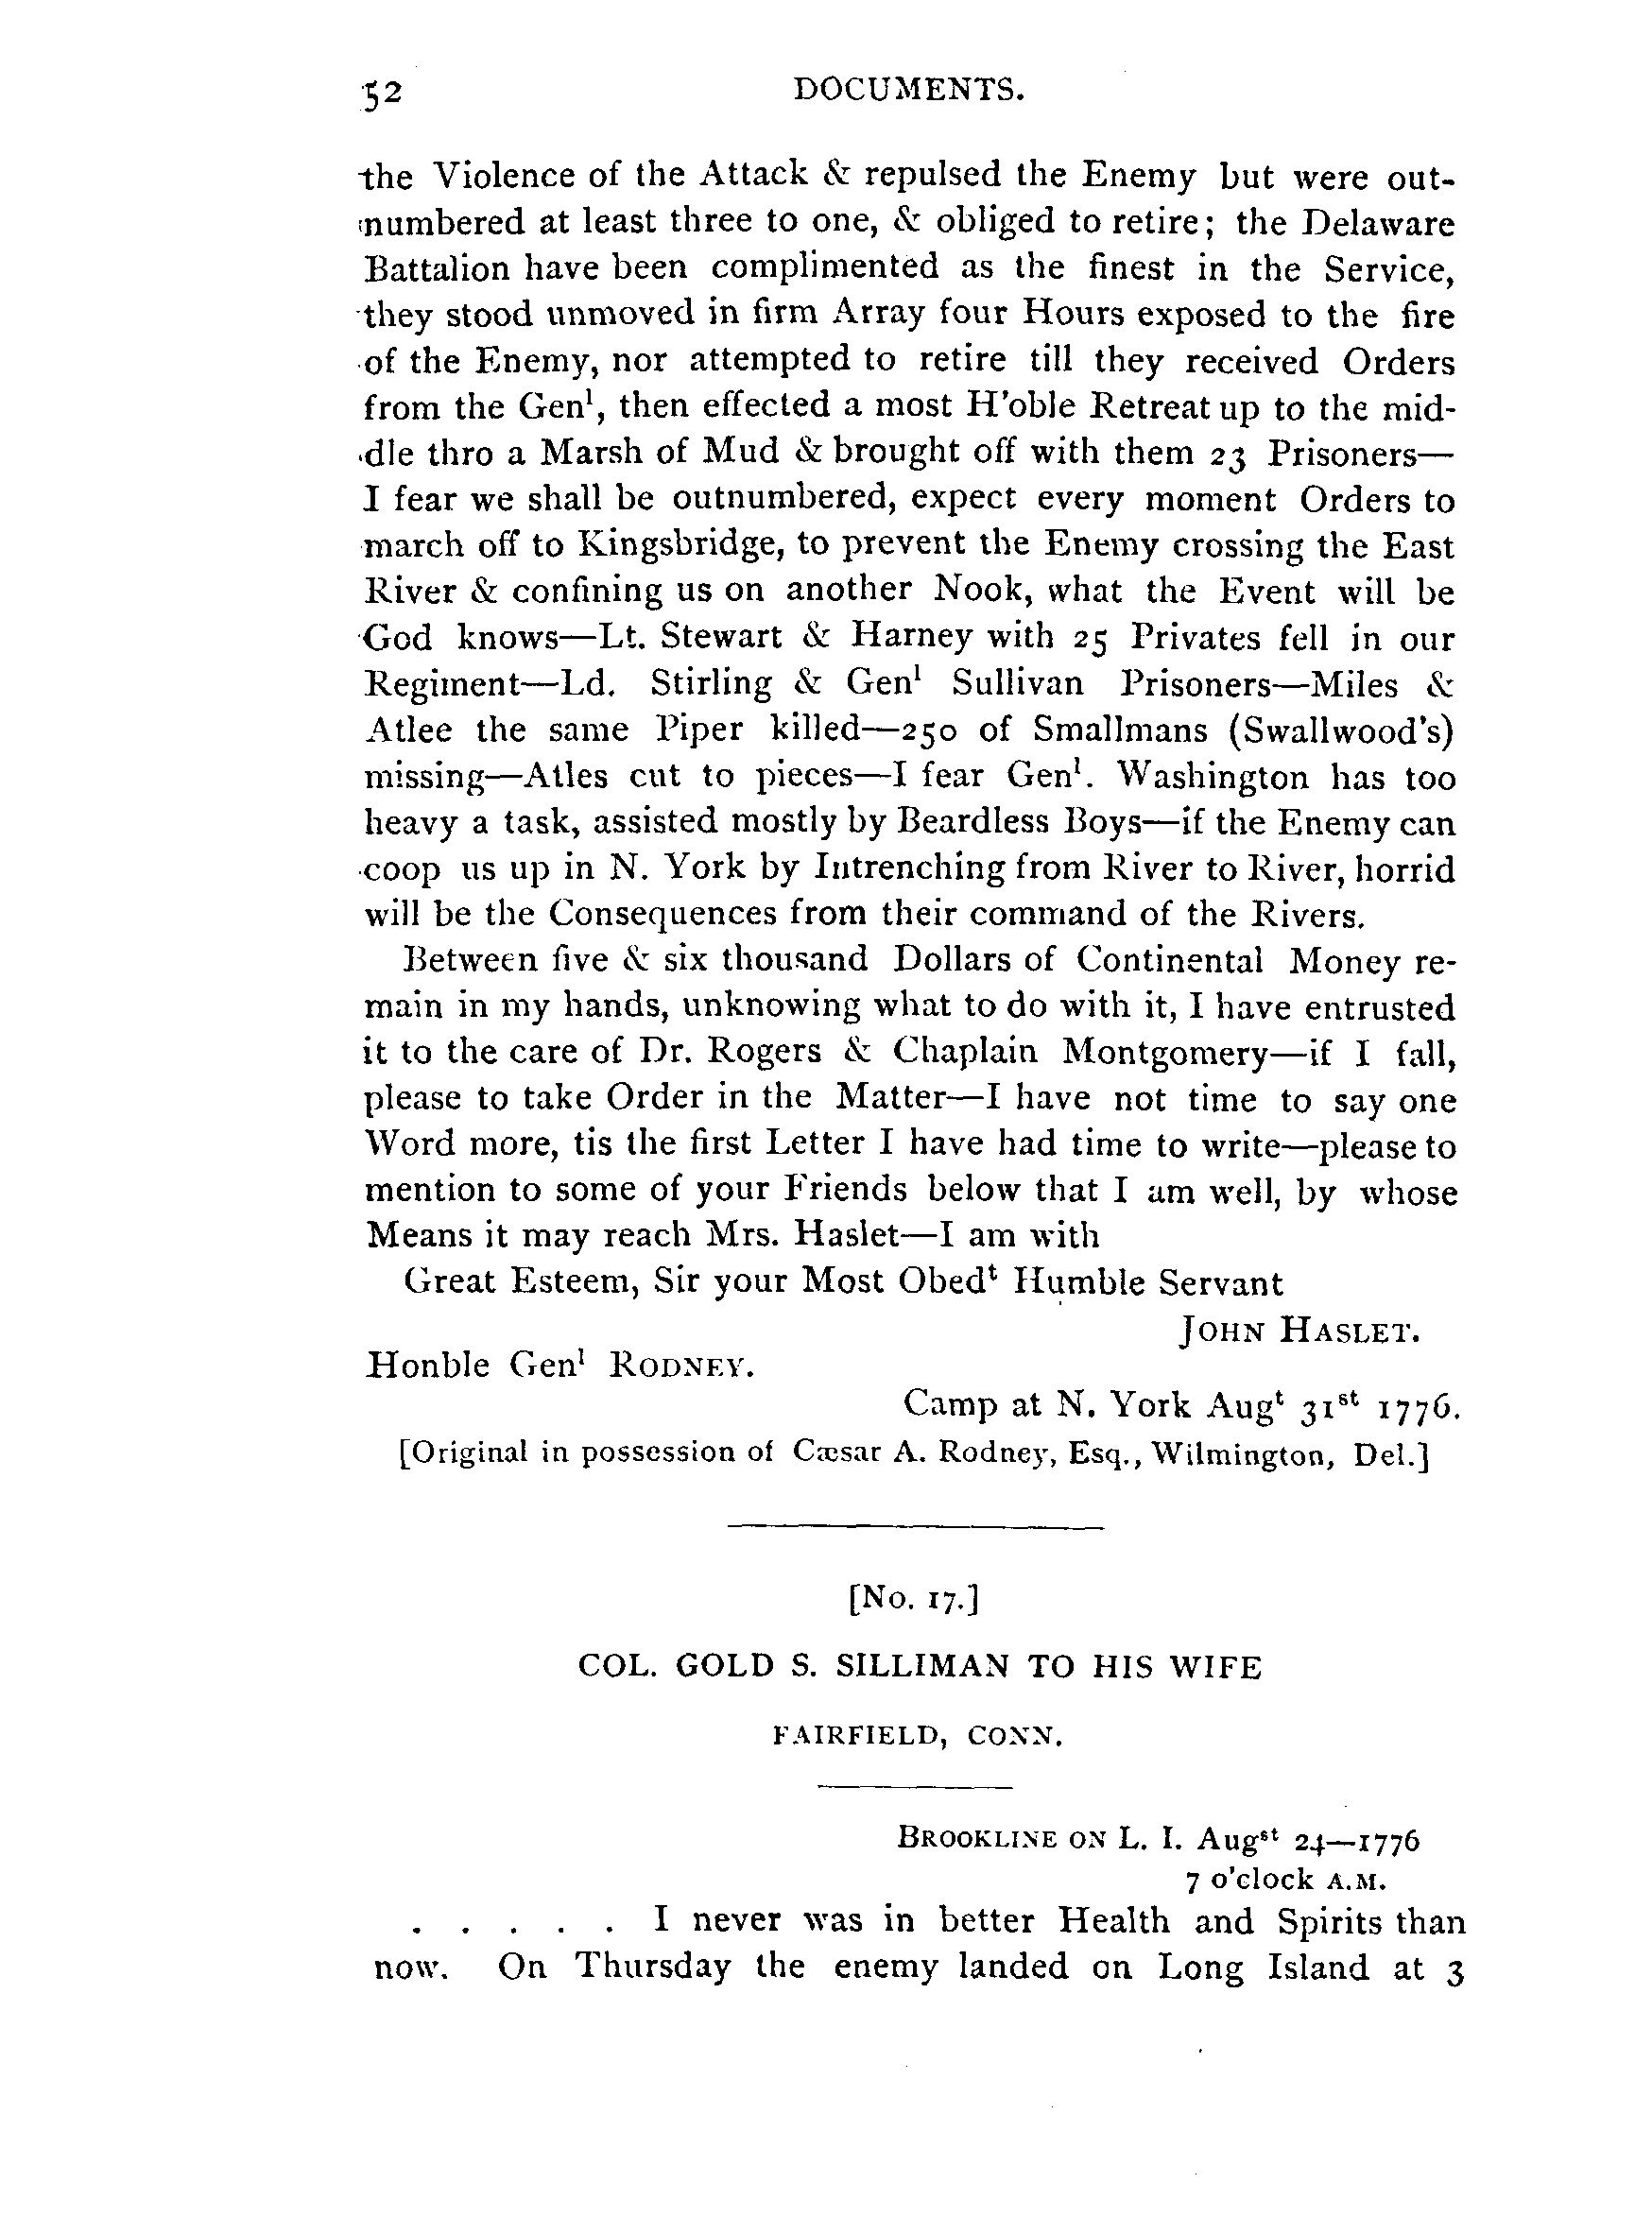 52 DOCUMENTS.
the Violence of the Attack & repulsed the Enemy but were out-
numbered at least three to one, & obliged to retire; the Delaware
Battalion have been complimented as the finest in the Service,
they stood unmoved in firm Array four Hours exposed to the fire
of the Enemy, nor attempted to retire till they received Orders
from the Genˡ, then effected a most H'oble Retreat up to the mid-
dle thro a Marsh of Mud & brought off with them 23 Prisoners—
I fear we shall be outnumbered, expect every moment Orders to
march off to Kingsbridge, to prevent the Enemy crossing the East
River & confining us on another Nook, what the Event will be
God knows—Lt. Stewart & Harney with 25 Privates fell in our
Regiment—Ld. Stirling & Genˡ Sullivan Prisoners—Miles &
Atlee the same Piper killed—250 of Smallmans (Swallwood's)
missing—Atles cut to pieces—I fear Genˡ. Washington has too
heavy a task, assisted mostly by Beardless Boys—if the Enemy can
coop us up in N. York by Intrenching from River to River, horrid
will be the Consequences from their command of the Rivers.
Between five & six thousand Dollars of Continental Money re-
main in my hands, unknowing what to do with it, I have entrusted
it to the care of Dr. Rogers & Chaplain Montgomery—if I fall,
please to take Order in the Matter—I have not time to say one
Word more, tis the first Letter I have had time to write—please to
mention to some of your Friends below that I am well, by whose
Means it may reach Mrs. Haslet—I am with
Great Esteem, Sir your Most Obedᵗ Humble Servant
JOHN HASLET.
Honble Genˡ RODNEY.
Camp at N. York Augᵗ 31ˢᵗ 1776.
[Original in possession of Cæsar A. Rodney, Esq., Wilmington, Del.]
[No. 17.]
COL. GOLD S. SILLIMAN TO HIS WIFE
FAIRFIELD, CONN.
BROOKLINE ON L. I. Augˢᵗ 24—1776
7 o'clock A.M.
. . . . . I never was in better Health and Spirits than
now. On Thursday the enemy landed on Long Island at 3